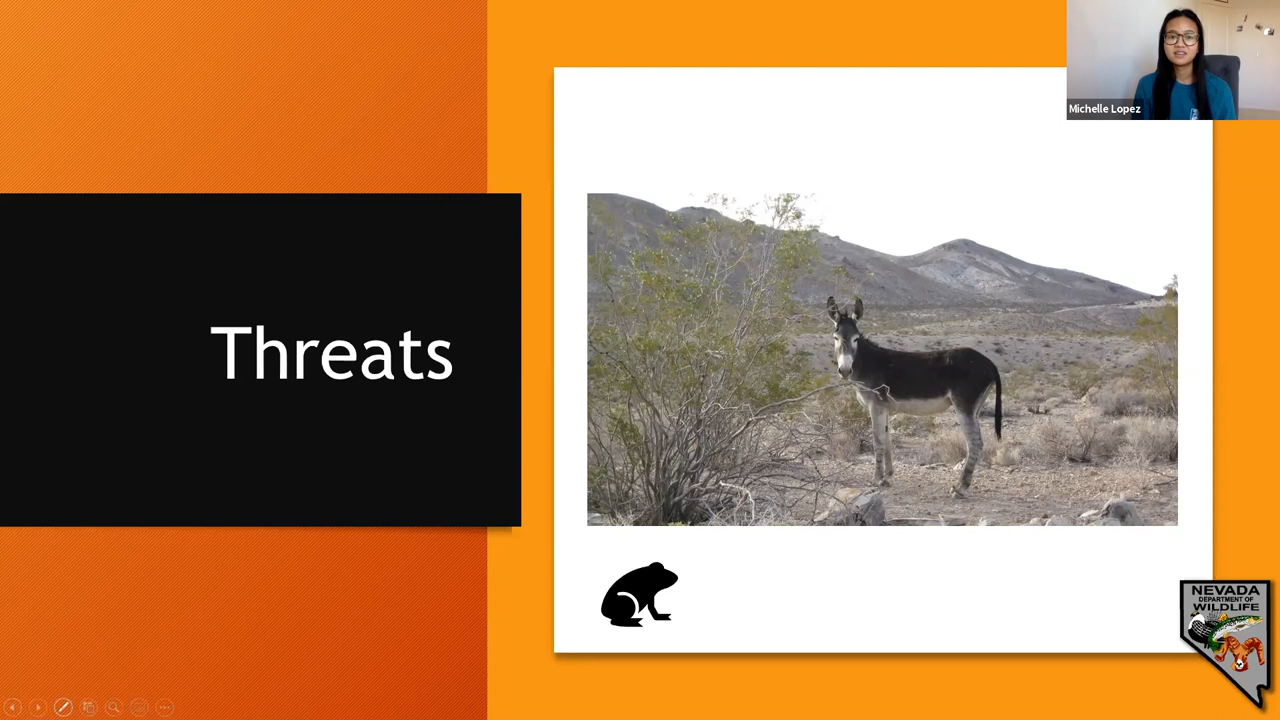 Michelle Lopez
Threats
NEVADA
DEPARTMENT OF
WILDLIFE